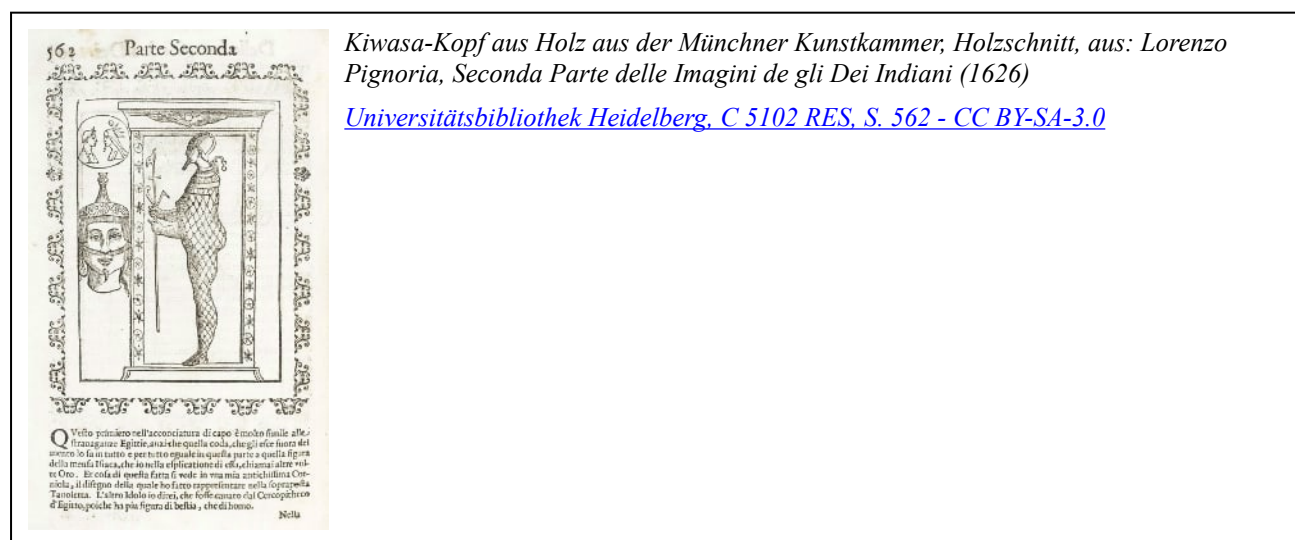 562 Parte Seconda
QVesto primiero nell'acconciatura di capo è molto simile alle
stranaganze Egittie, anzi che quella coda, che gli esce fuora del
mento lo fa in tutto e per tutto eguale in questa parte a quella figura
della mensa Isiaca, che io nella esplicatione di essa, chiamai altre vol-
te Oro. Et cosa di questa fatta si vede in vna mia antichissima Cor-
niola, il disegno della quale ho fatto rappresentare nella soprapposta
Tauoletta. L'altro Idolo io direi, che fosse cauato dal Cercopitheco
d'Egitto, poiche ha più figura di bestia, che di homo.
Nella
Kiwasa-Kopf aus Holz aus der Münchner Kunstkammer, Holzschnitt, aus: Lorenzo
Pignoria, Seconda Parte delle Imagini de gli Dei Indiani (1626)
Universitätsbibliothek Heidelberg, C 5102 RES, S. 562 - CC BY-SA-3.0